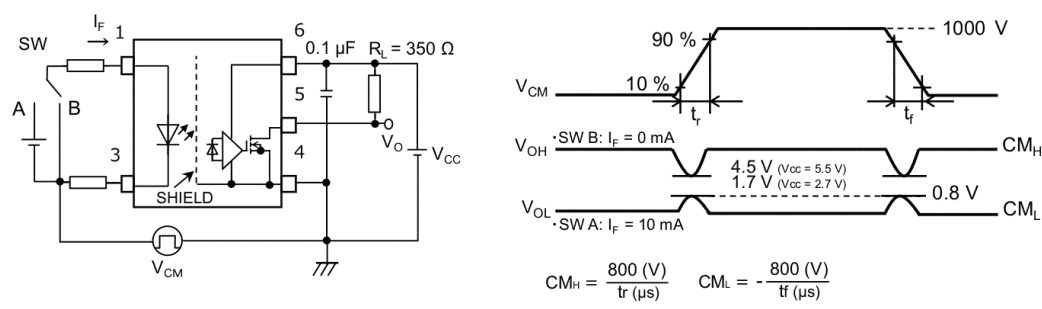 SW
I_F
1
6
0.1 µF
R_L = 350 Ω
A
B
5
3
4
V_O
V_CC
SHIELD
V_CM
90 %
10 %
1000 V
V_CM
t_r
t_f
·SW B: I_F = 0 mA
V_OH
CM_H
4.5 V (Vcc = 5.5 V)
1.7 V (Vcc = 2.7 V)
0.8 V
V_OL
CM_L
·SW A: I_F = 10 mA
CM_H = 800 (V) / tr (µs)
CM_L = - 800 (V) / tf (µs)